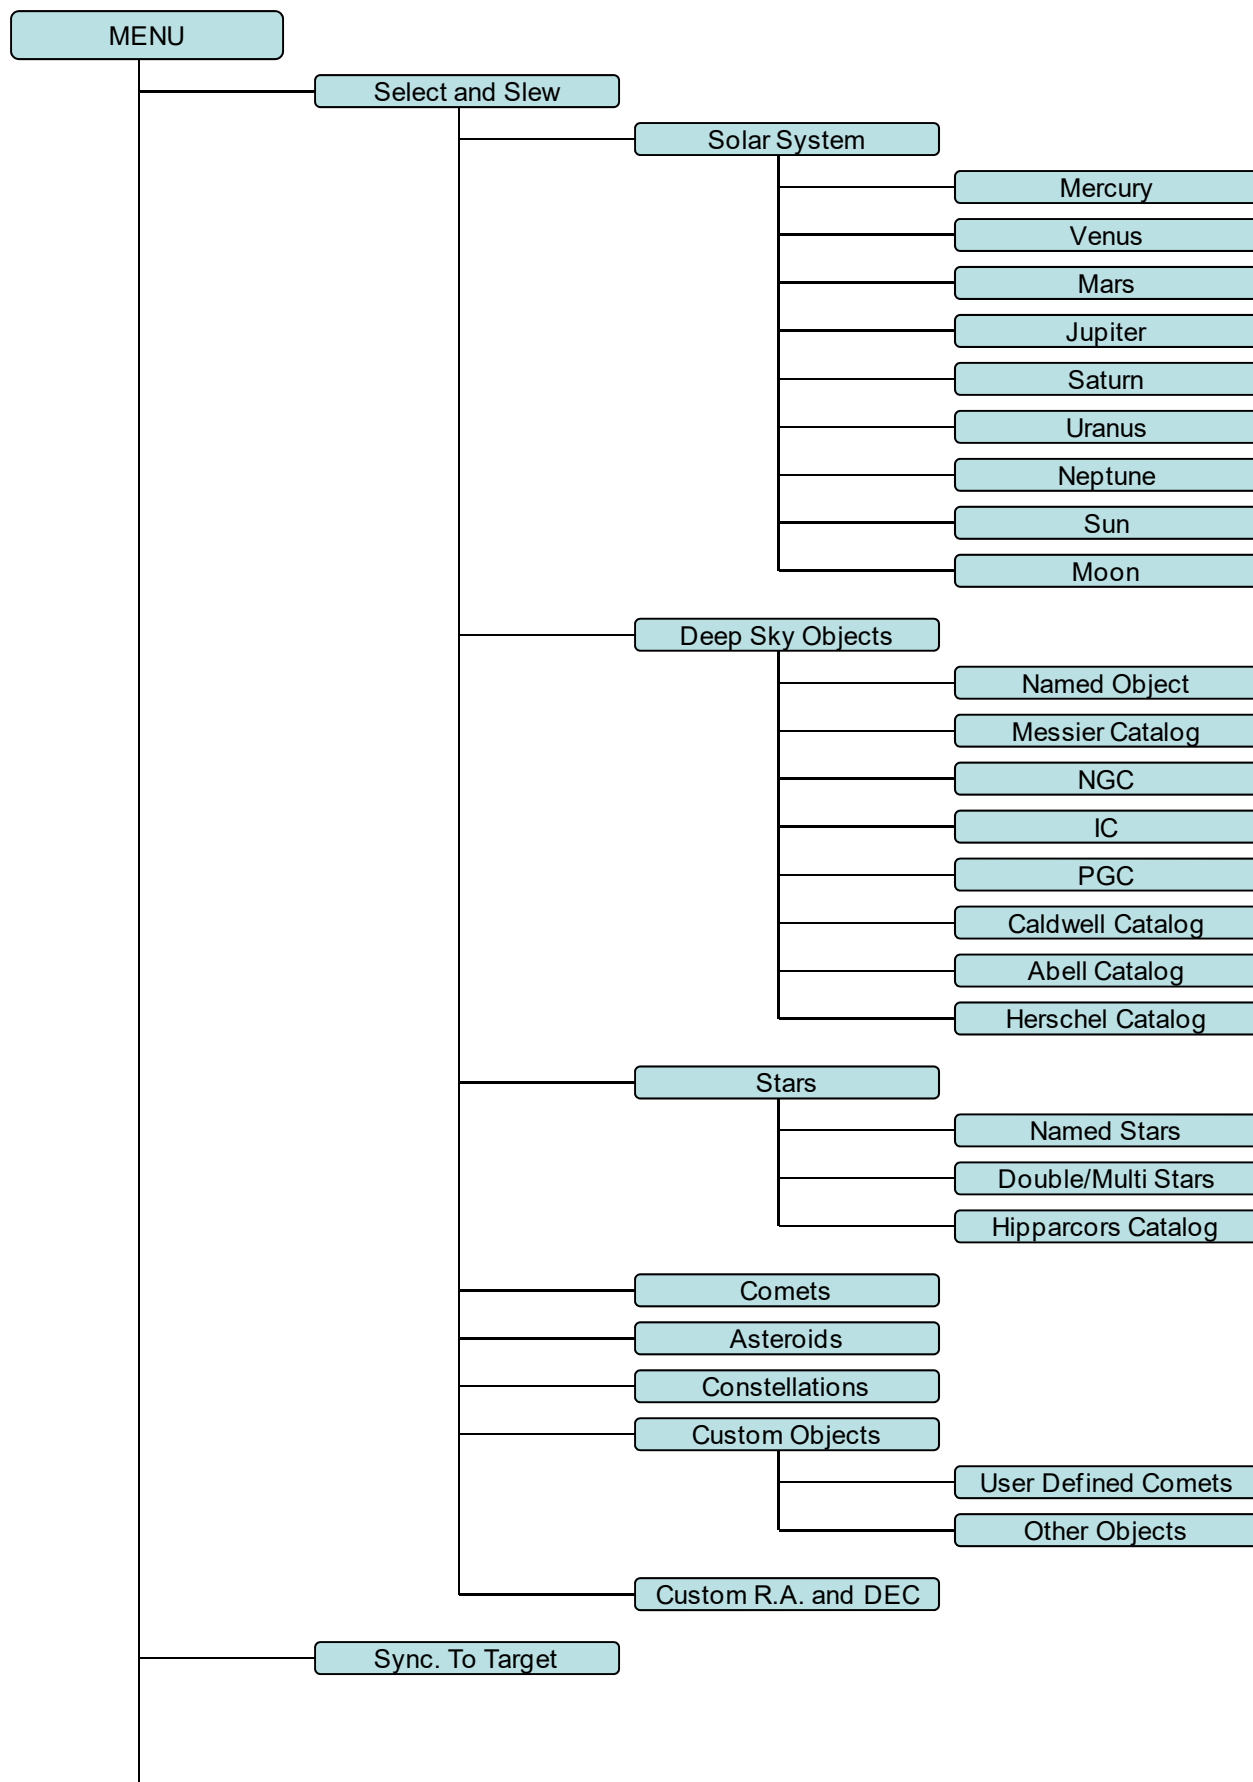 MENU
Select and Slew
Solar System
Mercury
Venus
Mars
Jupiter
Saturn
Uranus
Neptune
Sun
Moon
Deep Sky Objects
Named Object
Messier Catalog
NGC
IC
PGC
Caldwell Catalog
Abell Catalog
Herschel Catalog
Stars
Named Stars
Double/Multi Stars
Hipparcors Catalog
Comets
Asteroids
Constellations
Custom Objects
User Defined Comets
Other Objects
Custom R.A. and DEC
Sync. To Target